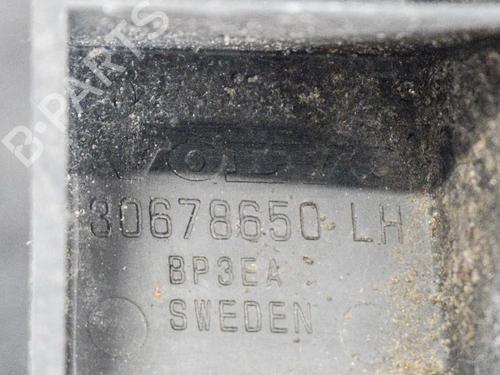 B-PARTS
VOLVO
30678650 LH
BP3EA
SWEDEN